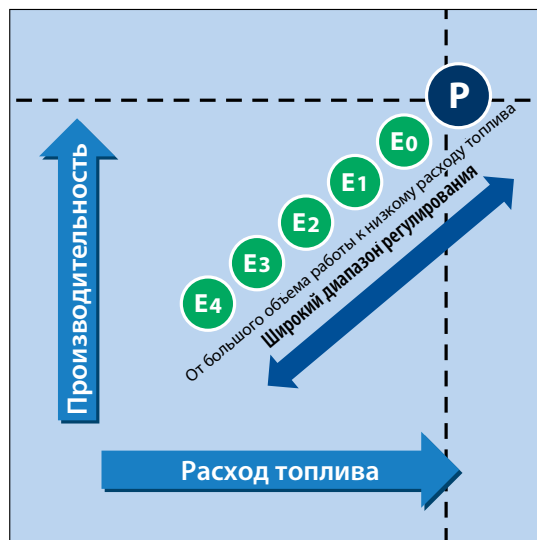 P
E0
E1
E2
E3
E4
От большого объема работы к низкому расходу топлива
Широкий диапазон регулирования
Производительность
Расход топлива